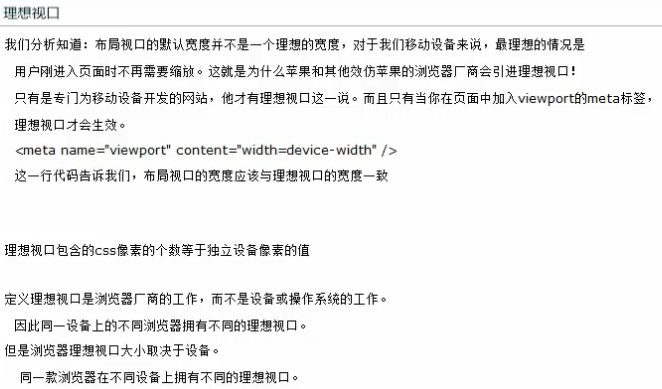 理想视口
我们分析知道：布局视口的默认宽度并不是一个理想的宽度，对于我们移动设备来说，最理想的情况是
用户刚进入页面时不再需要缩放。这就是为什么苹果和其他效仿苹果的浏览器厂商会引进理想视口！
只有是专门为移动设备开发的网站，他才有理想视口这一说。而且只有当你在页面中加入viewport的meta标签，
理想视口才会生效。
<meta name="viewport" content="width=device-width" />
这一行代码告诉我们，布局视口的宽度应该与理想视口的宽度一致
理想视口包含的css像素的个数等于独立设备像素的值
定义理想视口是浏览器厂商的工作，而不是设备或操作系统的工作。
因此同一设备上的不同浏览器拥有不同的理想视口。
但是浏览器理想视口大小取决于设备。
同一款浏览器在不同设备上拥有不同的理想视口。